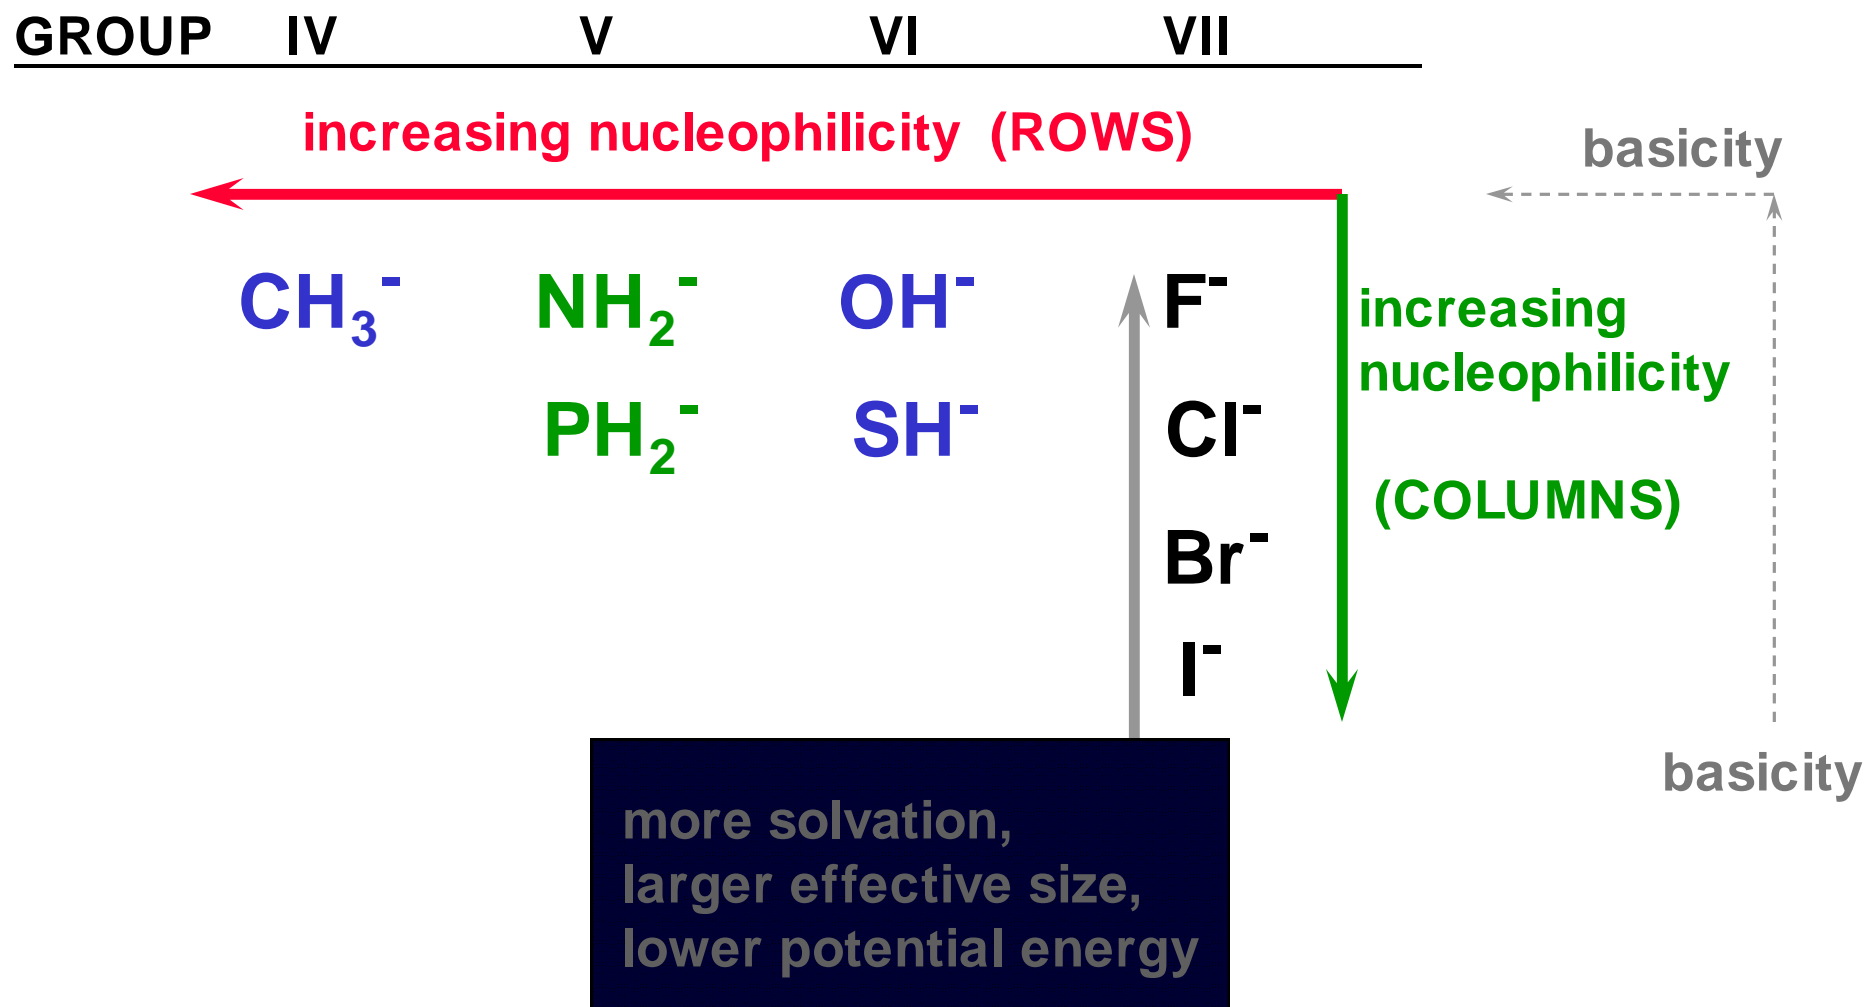 GROUP IV V VI VII
increasing nucleophilicity (ROWS)
basicity
CH₃⁻ NH₂⁻ OH⁻ F⁻
increasing
nucleophilicity
PH₂⁻ SH⁻ Cl⁻
(COLUMNS)
Br⁻
I⁻
basicity
more solvation,
larger effective size,
lower potential energy